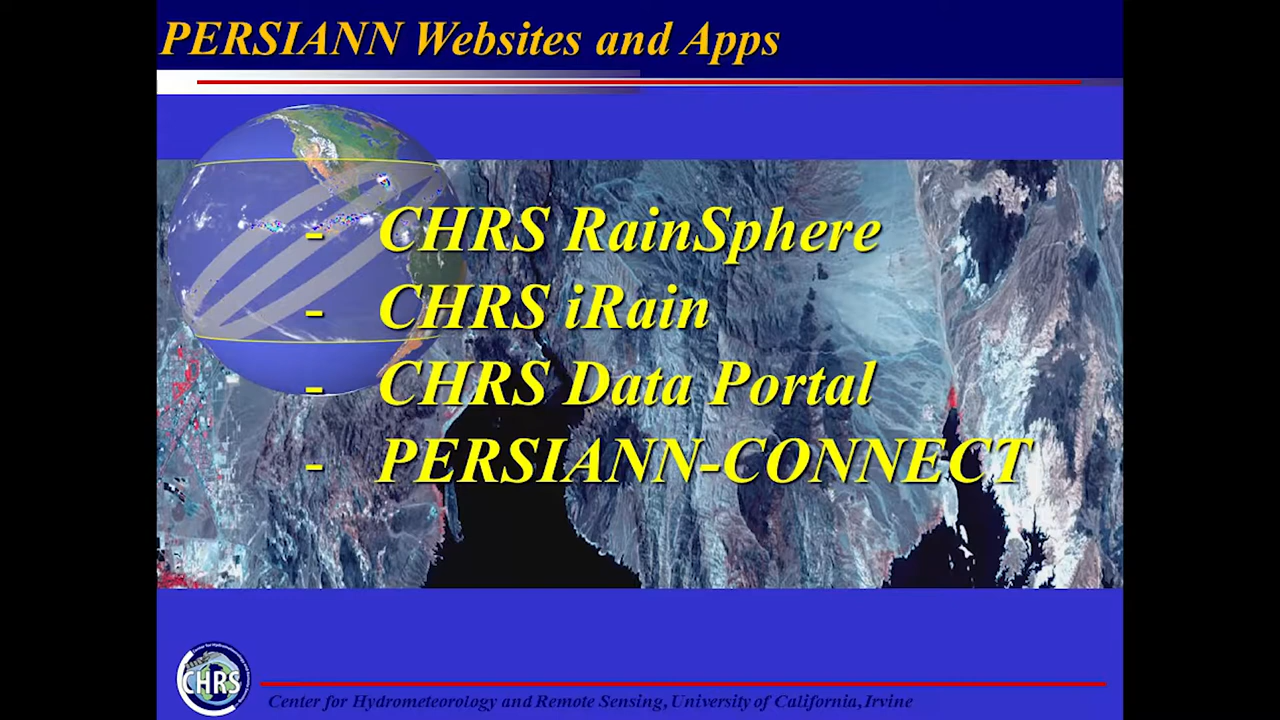 PERSIANN Websites and Apps
- CHRS RainSphere
- CHRS iRain
- CHRS Data Portal
- PERSIANN-CONNECT
CHRS
Center for Hydrometeorology and Remote Sensing, University of California, Irvine